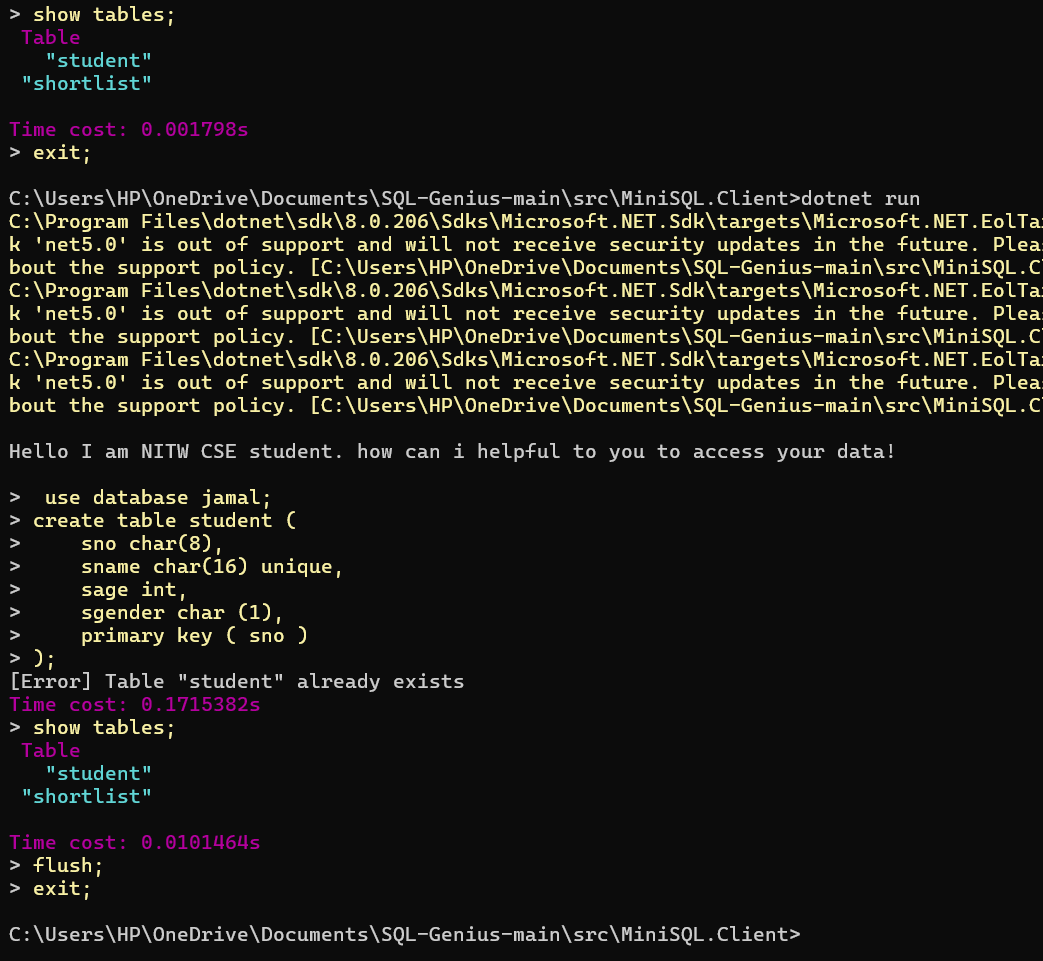 > show tables;
Table
"student"
"shortlist"
Time cost: 0.001798s
> exit;
C:\Users\HP\OneDrive\Documents\SQL-Genius-main\src\MiniSQL.Client>dotnet run
C:\Program Files\dotnet\sdk\8.0.206\Sdks\Microsoft.NET.Sdk\targets\Microsoft.NET.EolTa
k 'net5.0' is out of support and will not receive security updates in the future. Plea
bout the support policy. [C:\Users\HP\OneDrive\Documents\SQL-Genius-main\src\MiniSQL.C
C:\Program Files\dotnet\sdk\8.0.206\Sdks\Microsoft.NET.Sdk\targets\Microsoft.NET.EolTa
k 'net5.0' is out of support and will not receive security updates in the future. Plea
bout the support policy. [C:\Users\HP\OneDrive\Documents\SQL-Genius-main\src\MiniSQL.C
C:\Program Files\dotnet\sdk\8.0.206\Sdks\Microsoft.NET.Sdk\targets\Microsoft.NET.EolTa
k 'net5.0' is out of support and will not receive security updates in the future. Plea
bout the support policy. [C:\Users\HP\OneDrive\Documents\SQL-Genius-main\src\MiniSQL.C
Hello I am NITW CSE student. how can i helpful to you to access your data!
>  use database jamal;
> create table student (
>     sno char(8),
>     sname char(16) unique,
>     sage int,
>     sgender char (1),
>     primary key ( sno )
> );
[Error] Table "student" already exists
Time cost: 0.1715382s
> show tables;
Table
"student"
"shortlist"
Time cost: 0.0101464s
> flush;
> exit;
C:\Users\HP\OneDrive\Documents\SQL-Genius-main\src\MiniSQL.Client>